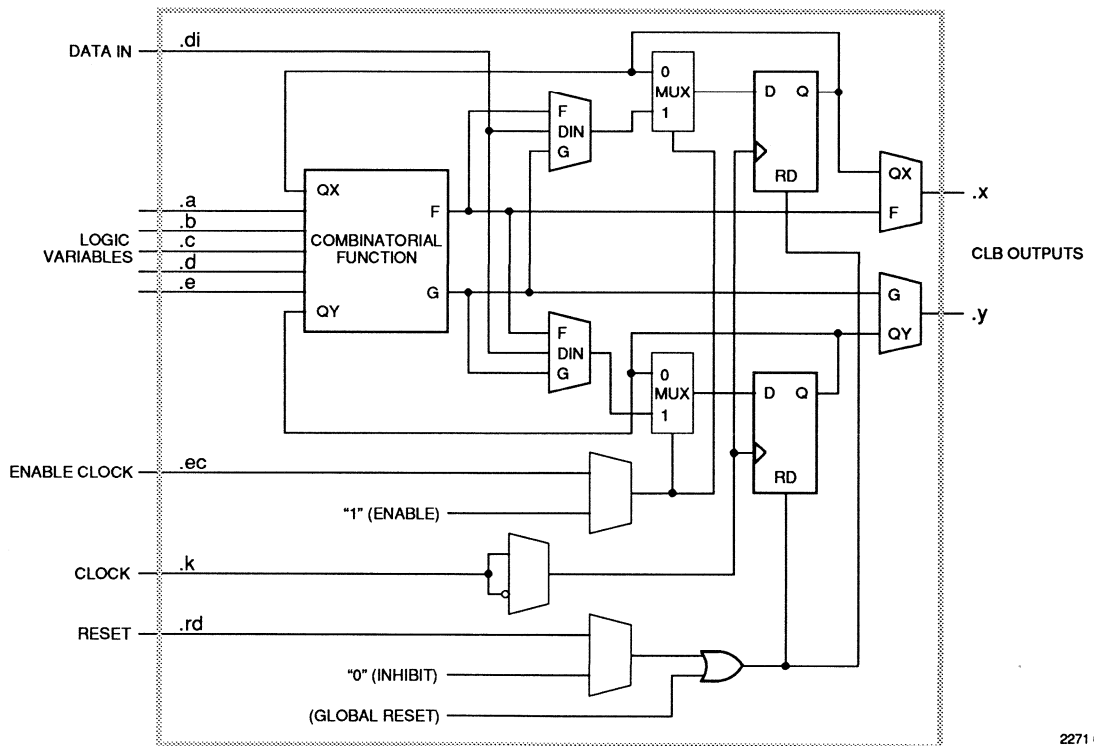 DATA IN
.di
0
MUX
1
D Q
RD
F
DIN
G
QX
F
.x
QX
F
COMBINATORIAL
FUNCTION
G
QY
.a
.b
LOGIC
VARIABLES
.c
.d
.e
CLB OUTPUTS
G
QY
.y
F
DIN
G
0
MUX
1
D Q
RD
ENABLE CLOCK
.ec
“1” (ENABLE)
CLOCK
.k
RESET
.rd
“0” (INHIBIT)
(GLOBAL RESET)
2271